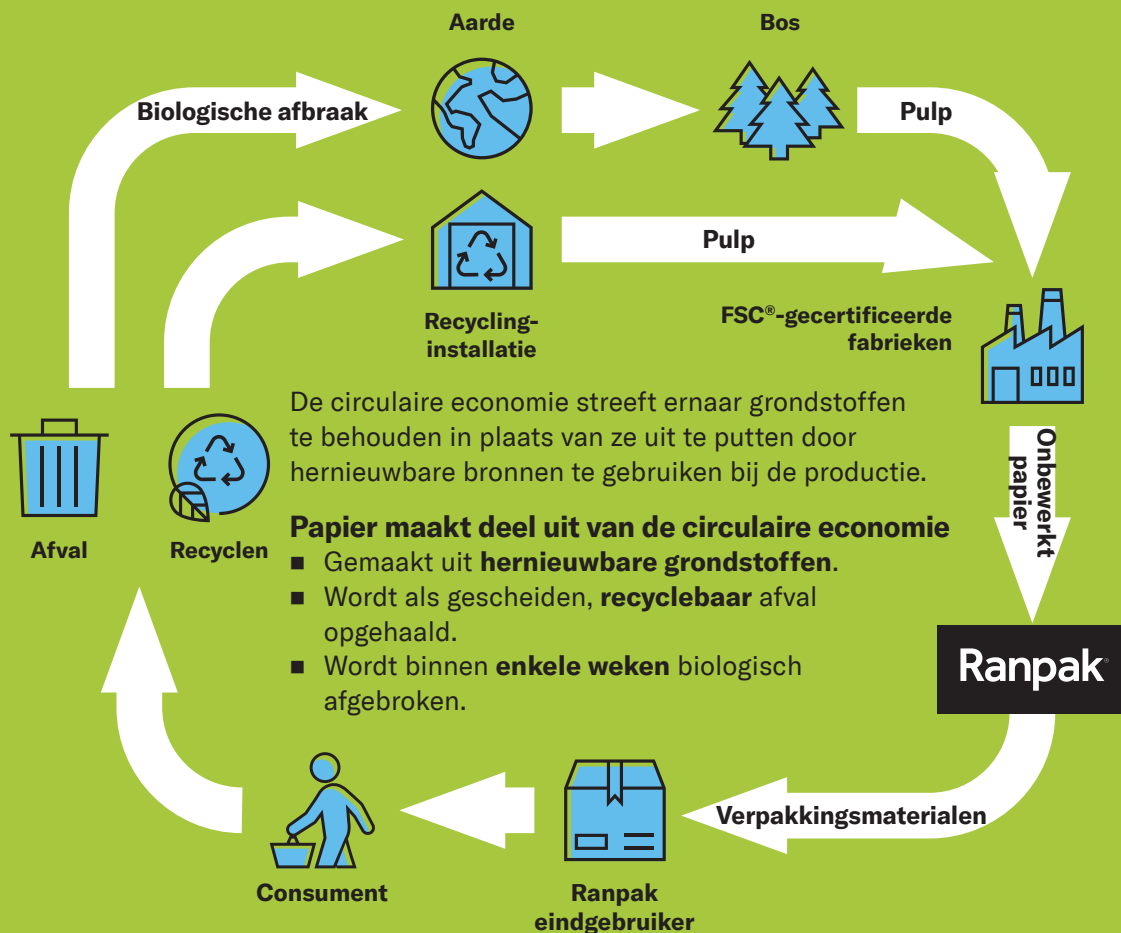 Aarde
Bos
Biologische afbraak
Pulp
Pulp
Recycling-
installatie
FSC®-gecertificeerde
fabrieken
De circulaire economie streeft ernaar grondstoffen
te behouden in plaats van ze uit te putten door
hernieuwbare bronnen te gebruiken bij de productie.
Onbewerkt
papier
Afval
Recyclen
Papier maakt deel uit van de circulaire economie
■ Gemaakt uit hernieuwbare grondstoffen.
■ Wordt als gescheiden, recyclebaar afval
opgehaald.
■ Wordt binnen enkele weken biologisch
afgebroken.
Ranpak®
Verpakkingsmaterialen
Consument
Ranpak
eindgebruiker